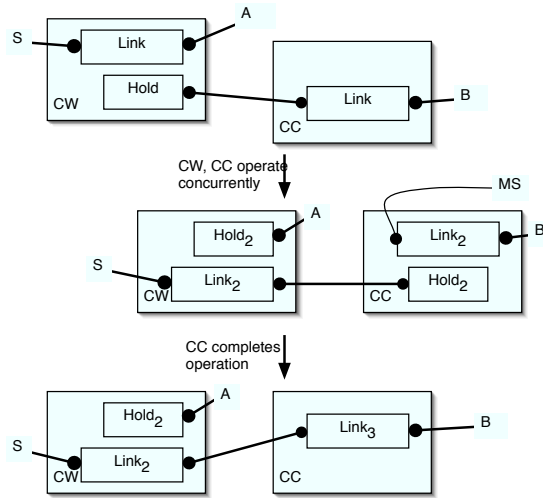 A
S
Link
Hold
CW
Link
B
CC
CW, CC operate
concurrently
MS
A
Hold2
Link2
B
S
Link2
Hold2
CW
CC
CC completes
operation
A
Hold2
Link3
B
S
Link2
CW
CC